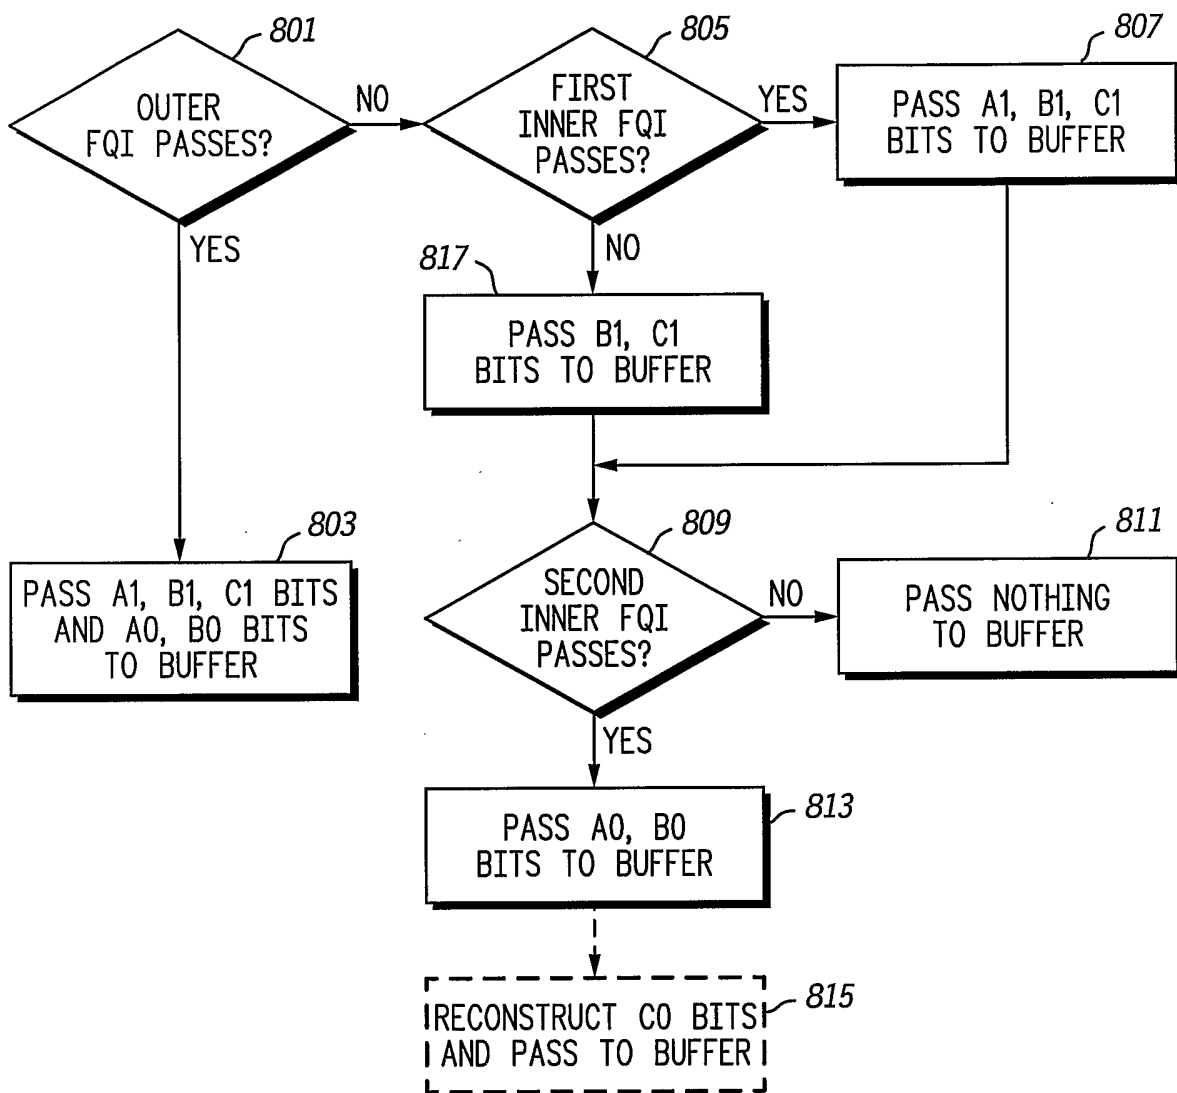 801
OUTER
FQI PASSES?
NO
YES
805
FIRST
INNER FQI
PASSES?
YES
NO
807
PASS A1, B1, C1
BITS TO BUFFER
817
PASS B1, C1
BITS TO BUFFER
803
PASS A1, B1, C1 BITS
AND A0, B0 BITS
TO BUFFER
809
SECOND
INNER FQI
PASSES?
NO
YES
811
PASS NOTHING
TO BUFFER
813
PASS A0, B0
BITS TO BUFFER
815
RECONSTRUCT C0 BITS
AND PASS TO BUFFER